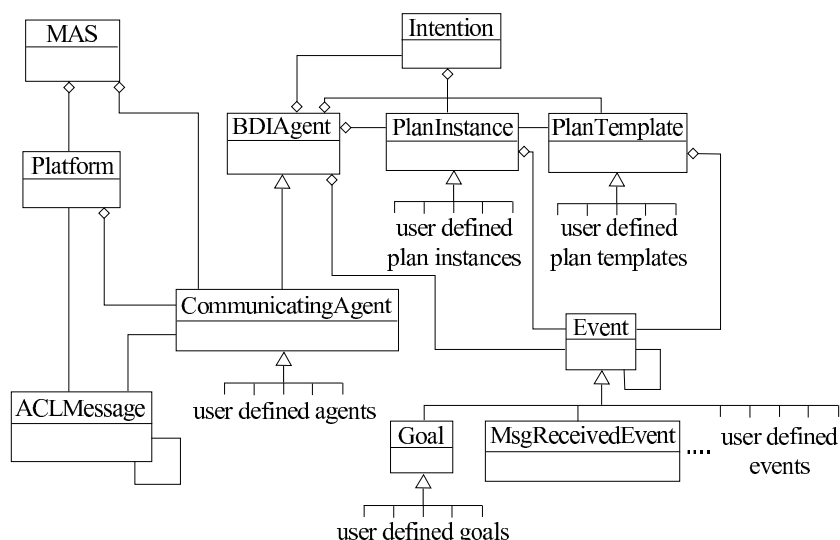 MAS
Intention
BDIAgent
PlanInstance
PlanTemplate
Platform
user defined
plan instances
user defined
plan templates
CommunicatingAgent
Event
user defined agents
ACLMessage
Goal
MsgReceivedEvent
user defined
events
user defined goals